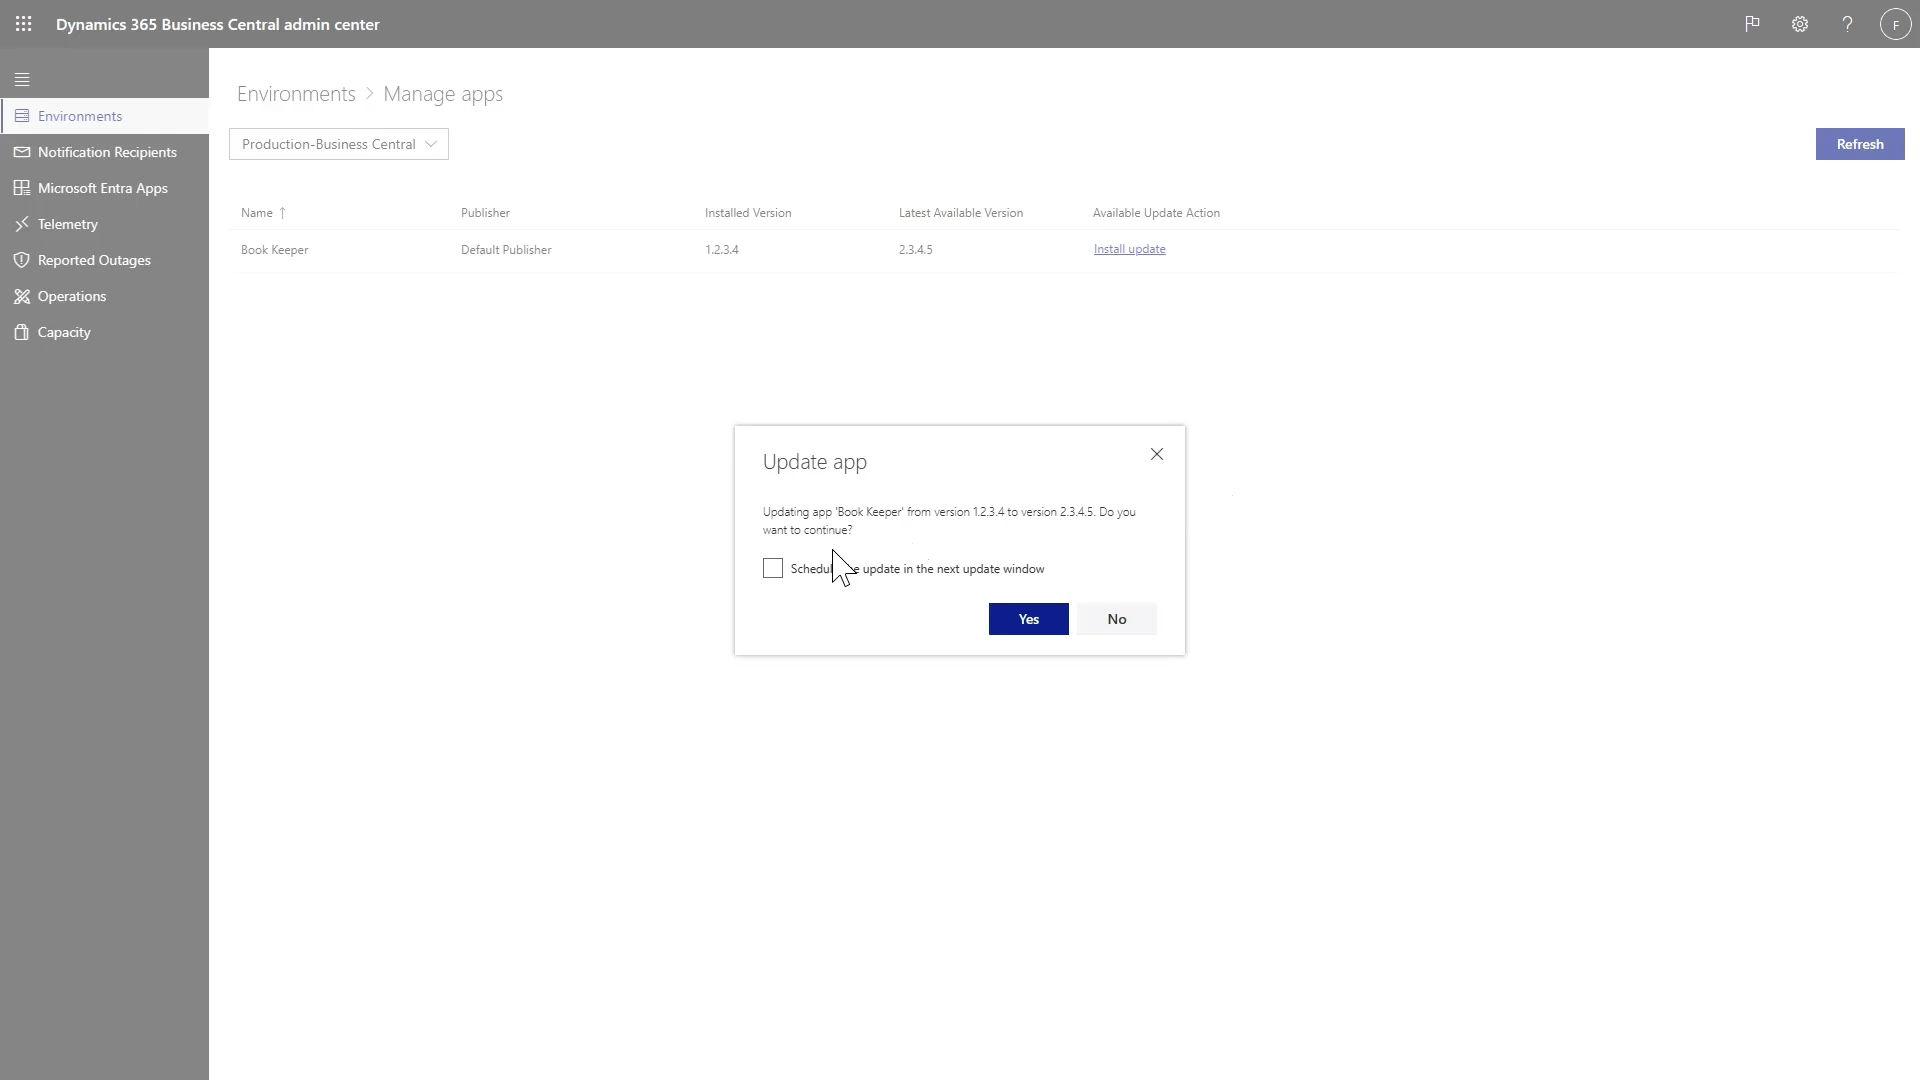 Dynamics 365 Business Central admin center
?
F
Environments > Manage apps
Environments
Notification Recipients
Microsoft Entra Apps
Telemetry
Reported Outages
Operations
Capacity
Production-Business Central
Refresh
Name ↑ Publisher Installed Version Latest Available Version Available Update Action
Book Keeper Default Publisher 1.2.3.4 2.3.4.5 Install update
Update app
Updating app 'Book Keeper' from version 1.2.3.4 to version 2.3.4.5. Do you
want to continue?
update in the next update window
Yes No